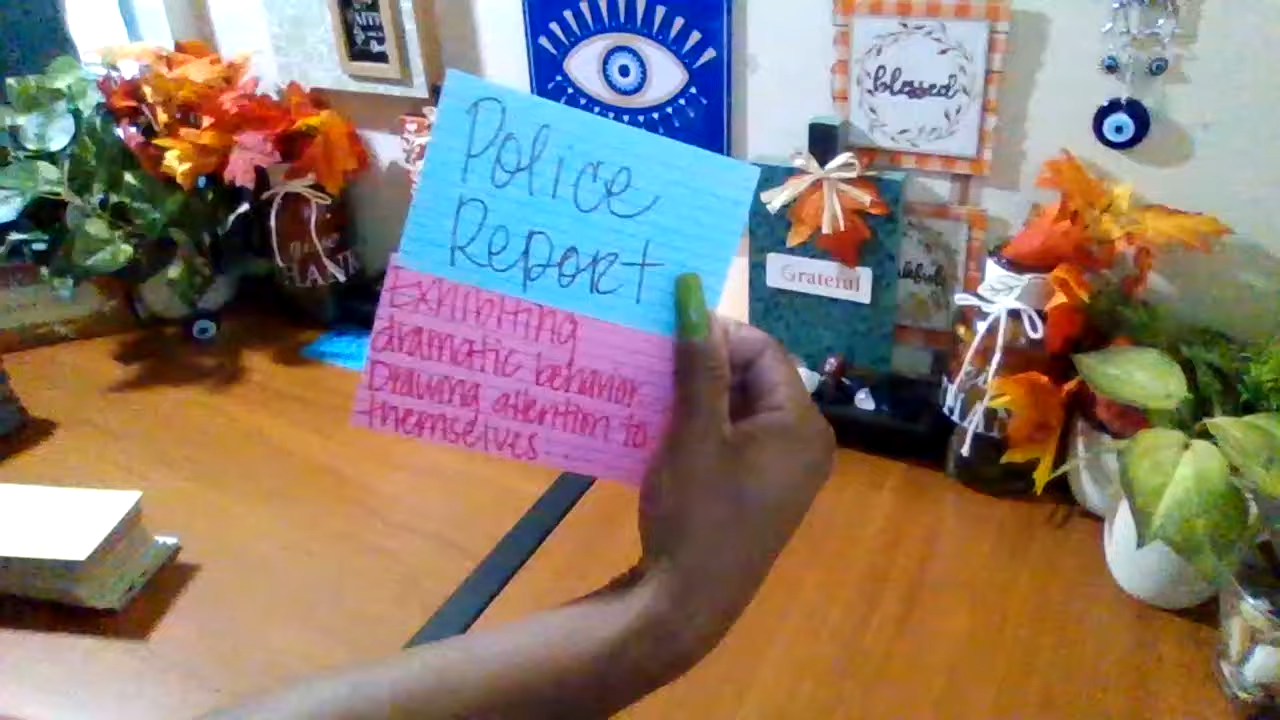 Police
Report
Exhibiting
dramatic behavior
Drawing attention to
themselves...
blessed
Grateful